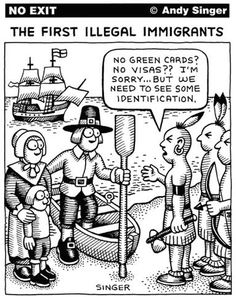 NO EXIT © Andy Singer
THE FIRST ILLEGAL IMMIGRANTS
NO GREEN CARDS?
NO VISAS?? I'M
SORRY...BUT WE
NEED TO SEE SOME
IDENTIFICATION.
SINGER